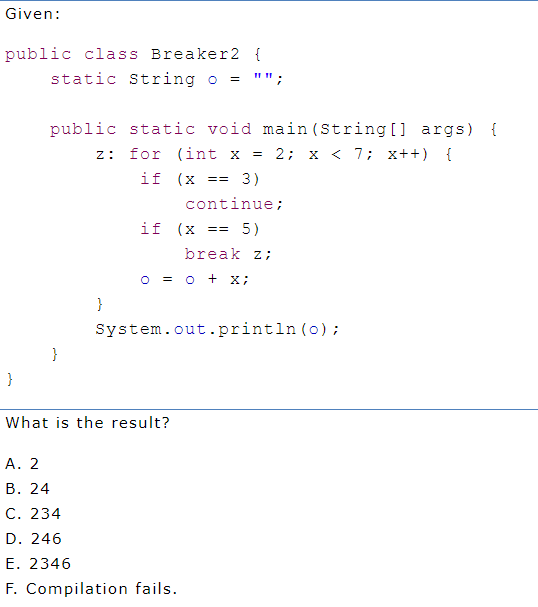 Given:
public class Breaker2 {
static String o = "";
public static void main(String[] args) {
z: for (int x = 2; x < 7; x++) {
if (x == 3)
continue;
if (x == 5)
break z;
o = o + x;
}
System.out.println(o);
}
}
What is the result?
A. 2
B. 24
C. 234
D. 246
E. 2346
F. Compilation fails.